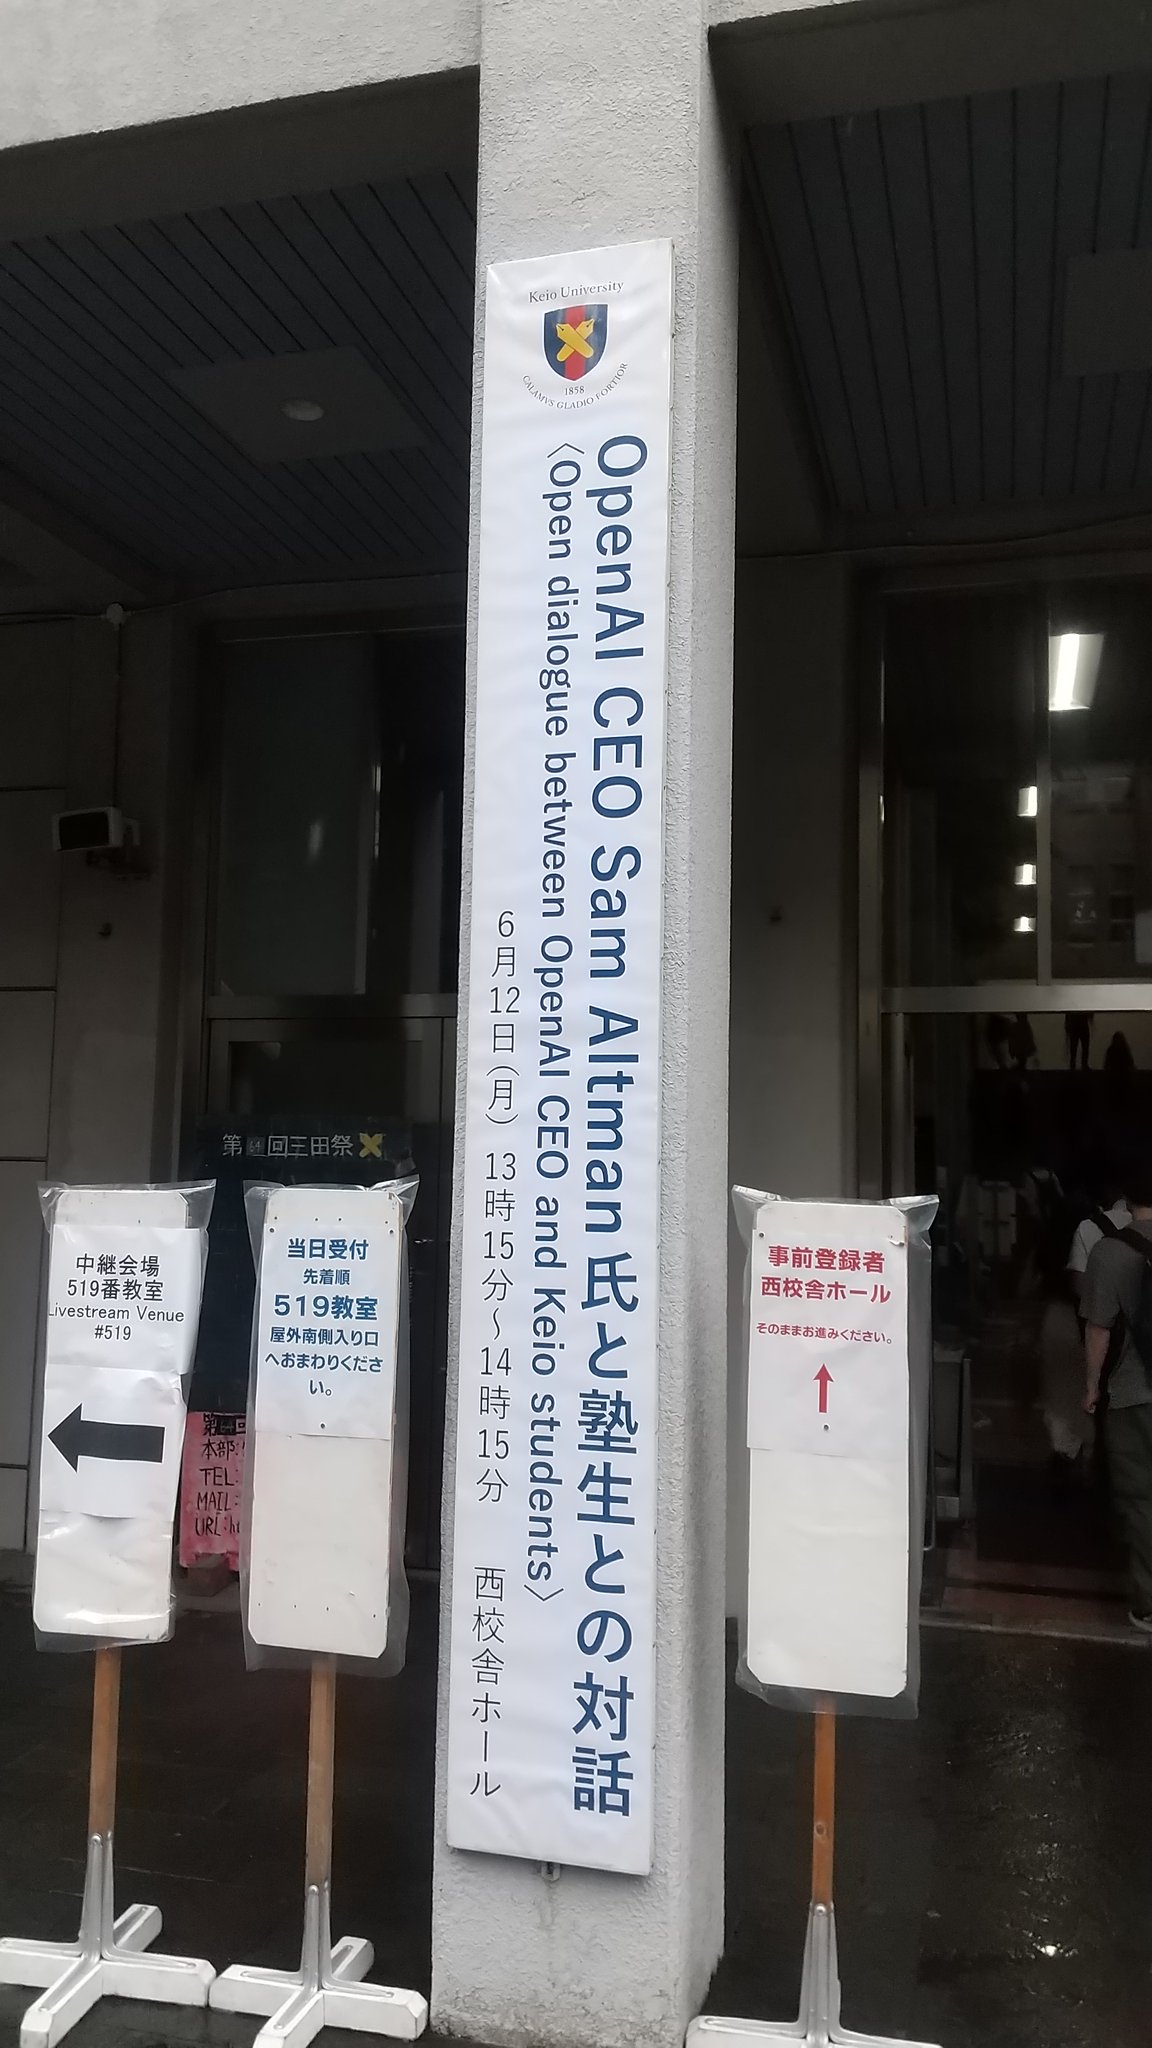 Keio University
1858
CALAMVS GLADIO FORTIOR
OpenAI CEO Sam Altman 氏と塾生との対話
〈Open dialogue between OpenAI CEO and Keio students〉
6月12日(月) 13時15分～14時15分 西校舎ホール
第64回三田祭
中継会場
519番教室
Livestream Venue
#519
当日受付
先着順
519教室
屋外南側入り口
へおまわりくださ
い。
事前登録者
西校舎ホール
そのままお進みください。
本部:
TEL:
MAIL:
URL:h